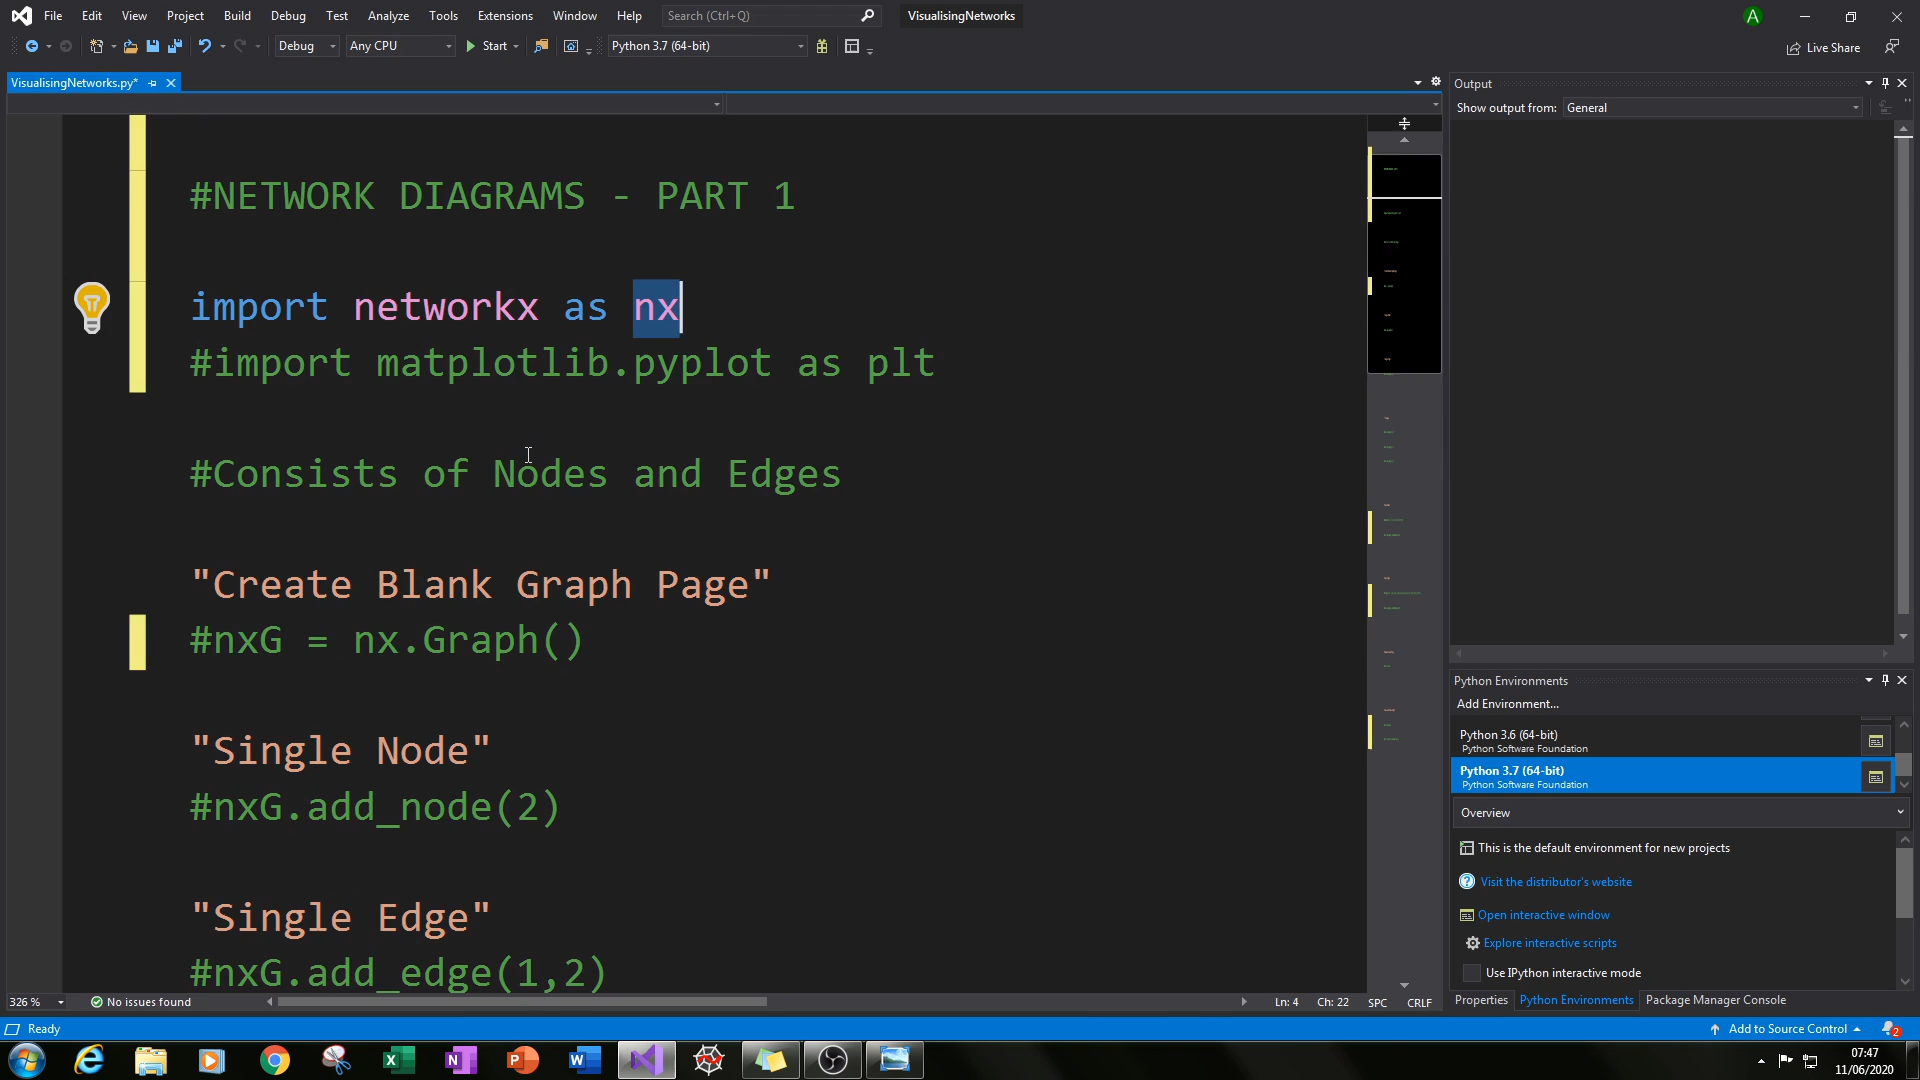 File Edit View Project Build Debug Test Analyze Tools Extensions Window Help Search (Ctrl+Q) VisualisingNetworks A
Debug Any CPU Start Python 3.7 (64-bit) Live Share
VisualisingNetworks.py*
#NETWORK DIAGRAMS - PART 1
import networkx as nx
#import matplotlib.pyplot as plt
#Consists of Nodes and Edges
"Create Blank Graph Page"
#nxG = nx.Graph()
"Single Node"
#nxG.add_node(2)
"Single Edge"
#nxG.add_edge(1,2)
326 % No issues found Ln: 4 Ch: 22 SPC CRLF
Output
Show output from: General
Python Environments
Add Environment...
Python 3.6 (64-bit)
Python Software Foundation
Python 3.7 (64-bit)
Python Software Foundation
Overview
This is the default environment for new projects
Visit the distributor's website
Open interactive window
Explore interactive scripts
Use IPython interactive mode
Properties Python Environments Package Manager Console
Ready Add to Source Control 2
07:47
11/06/2020